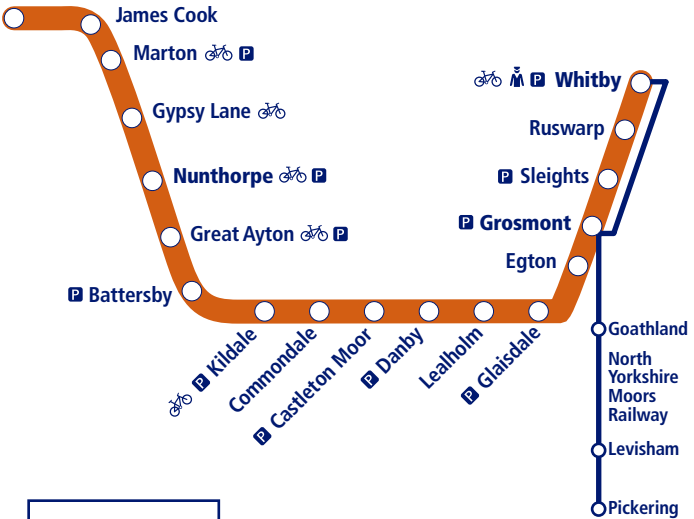 James Cook
Marton P
Gypsy Lane
Nunthorpe P
Great Ayton P
P Battersby
P Kildale
Commondale
P Castleton Moor
P Danby
Lealholm
P Glaisdale
Egton
P Grosmont
P Sleights
Ruswarp
P Whitby
Goathland
North
Yorkshire
Moors
Railway
Levisham
Pickering